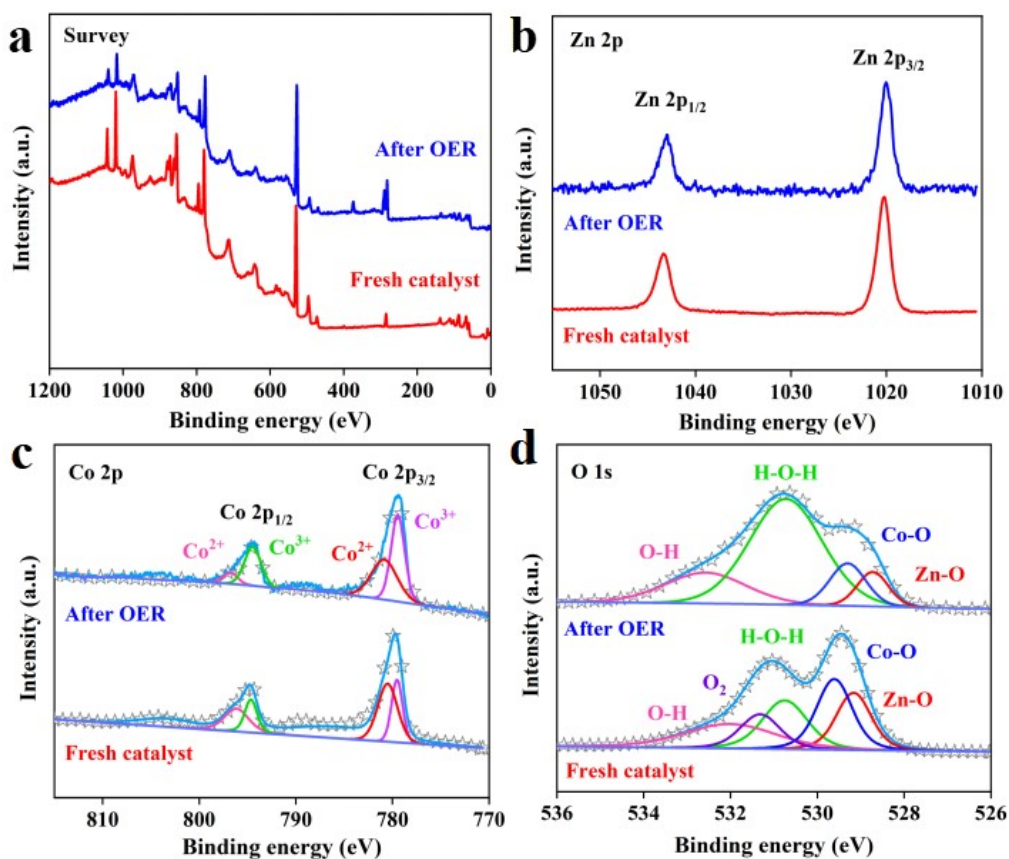 a
Survey
After OER
Fresh catalyst
Intensity (a.u.)
1200 1000 800 600 400 200 0
Binding energy (eV)
b
Zn 2p
Zn 2p3/2
Zn 2p1/2
After OER
Fresh catalyst
Intensity (a.u.)
1050 1040 1030 1020 1010
Binding energy (eV)
c
Co 2p
Co 2p3/2
Co 2p1/2
Co2+
Co3+
Co2+
Co3+
After OER
Fresh catalyst
Intensity (a.u.)
810 800 790 780 770
Binding energy (eV)
d
O 1s
H-O-H
O-H
Co-O
Zn-O
After OER
H-O-H
Co-O
O2
O-H
Zn-O
Fresh catalyst
Intensity (a.u.)
536 534 532 530 528 526
Binding energy (eV)